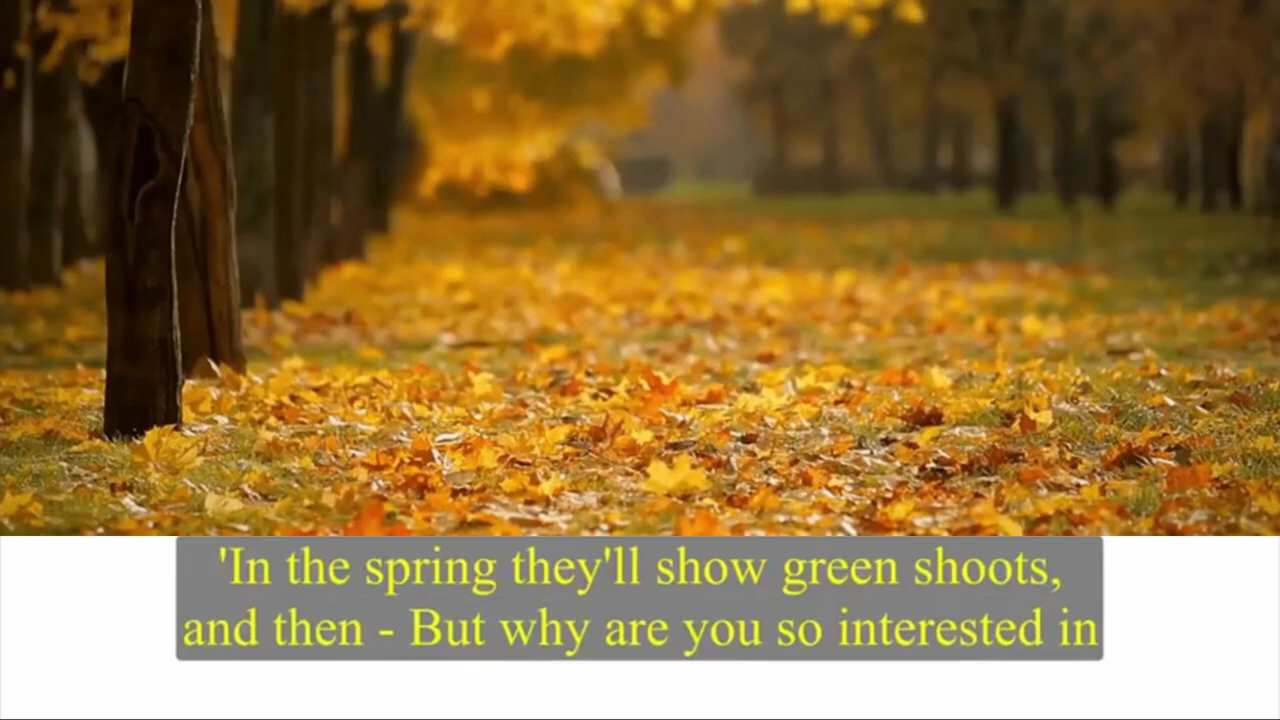 'In the spring they'll show green shoots,
and then - But why are you so interested in